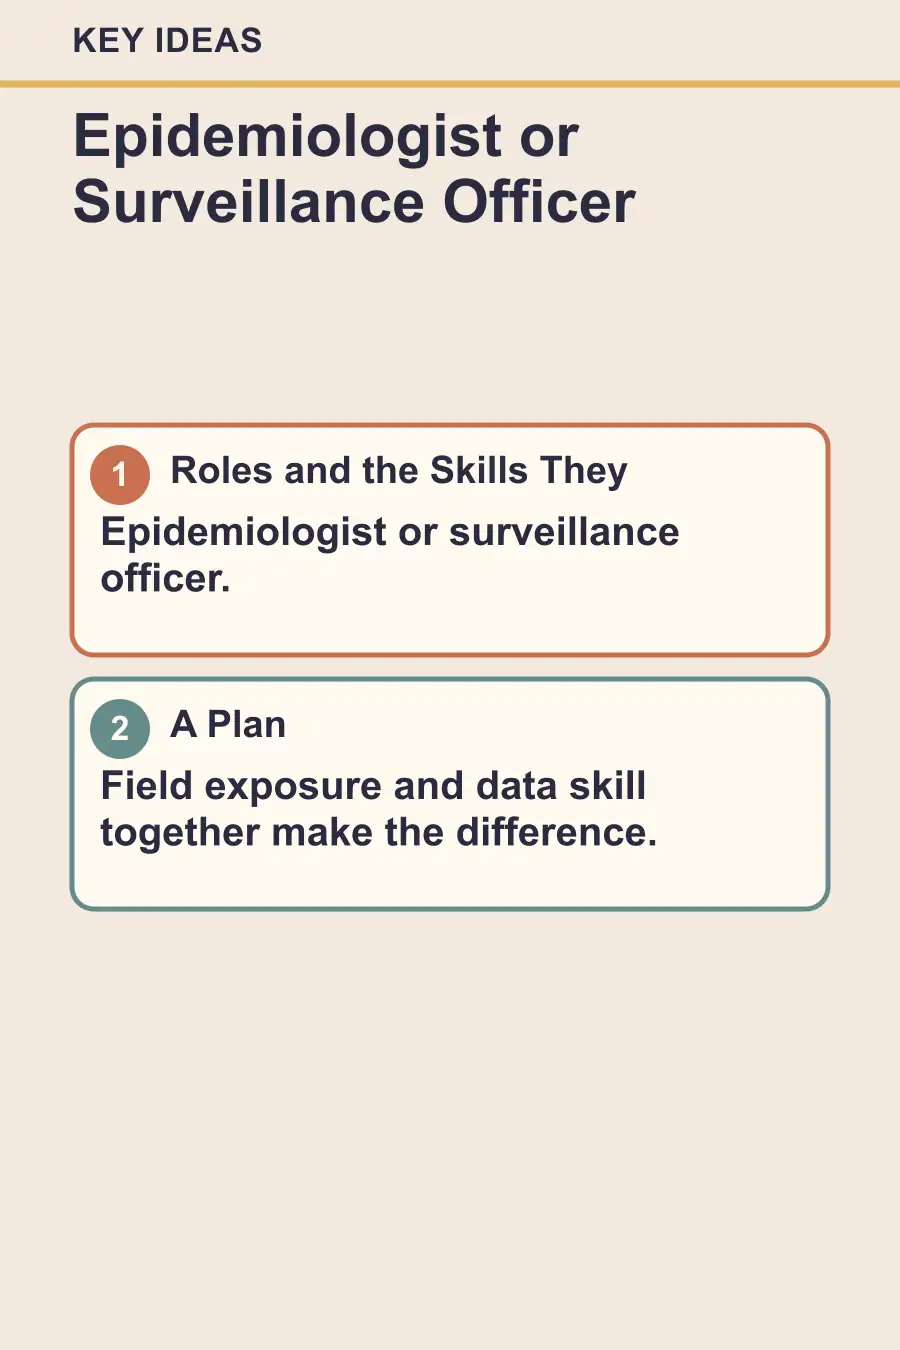 KEY IDEAS
Epidemiologist or
Surveillance Officer
1 Roles and the Skills They
Epidemiologist or surveillance
officer.
2 A Plan
Field exposure and data skill
together make the difference.